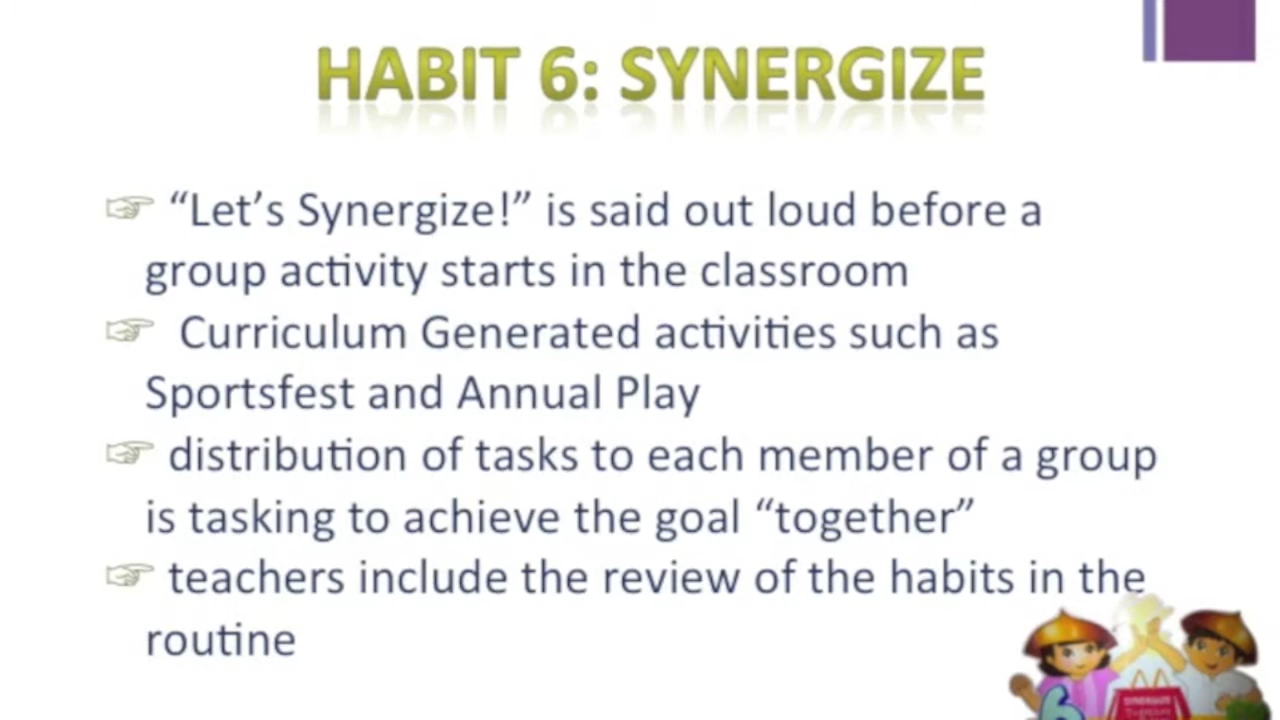 HABIT 6: SYNERGIZE
☞ “Let’s Synergize!” is said out loud before a
group activity starts in the classroom
☞ Curriculum Generated activities such as
Sportsfest and Annual Play
☞ distribution of tasks to each member of a group
is tasking to achieve the goal “together”
☞ teachers include the review of the habits in the
routine
6
SYNERGIZE